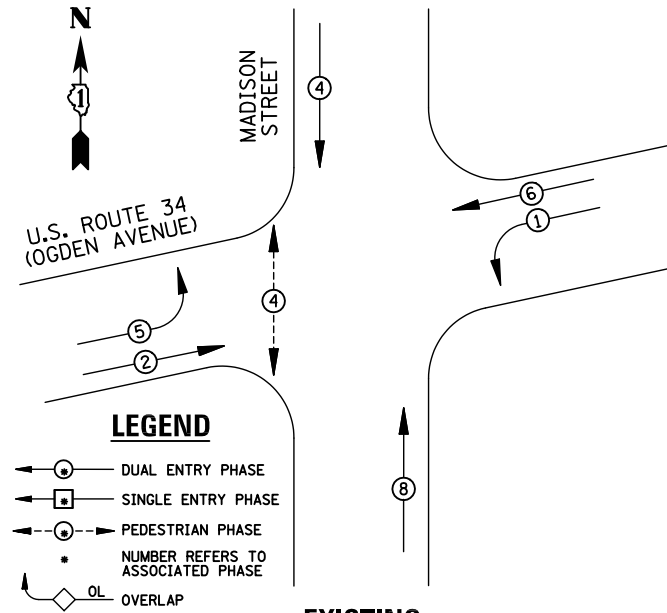 N
1
MADISON
STREET
4
6
1
U.S. ROUTE 34
(OGDEN AVENUE)
4
5
2
8
LEGEND
* DUAL ENTRY PHASE
* SINGLE ENTRY PHASE
* PEDESTRIAN PHASE
* NUMBER REFERS TO
ASSOCIATED PHASE
OL OVERLAP